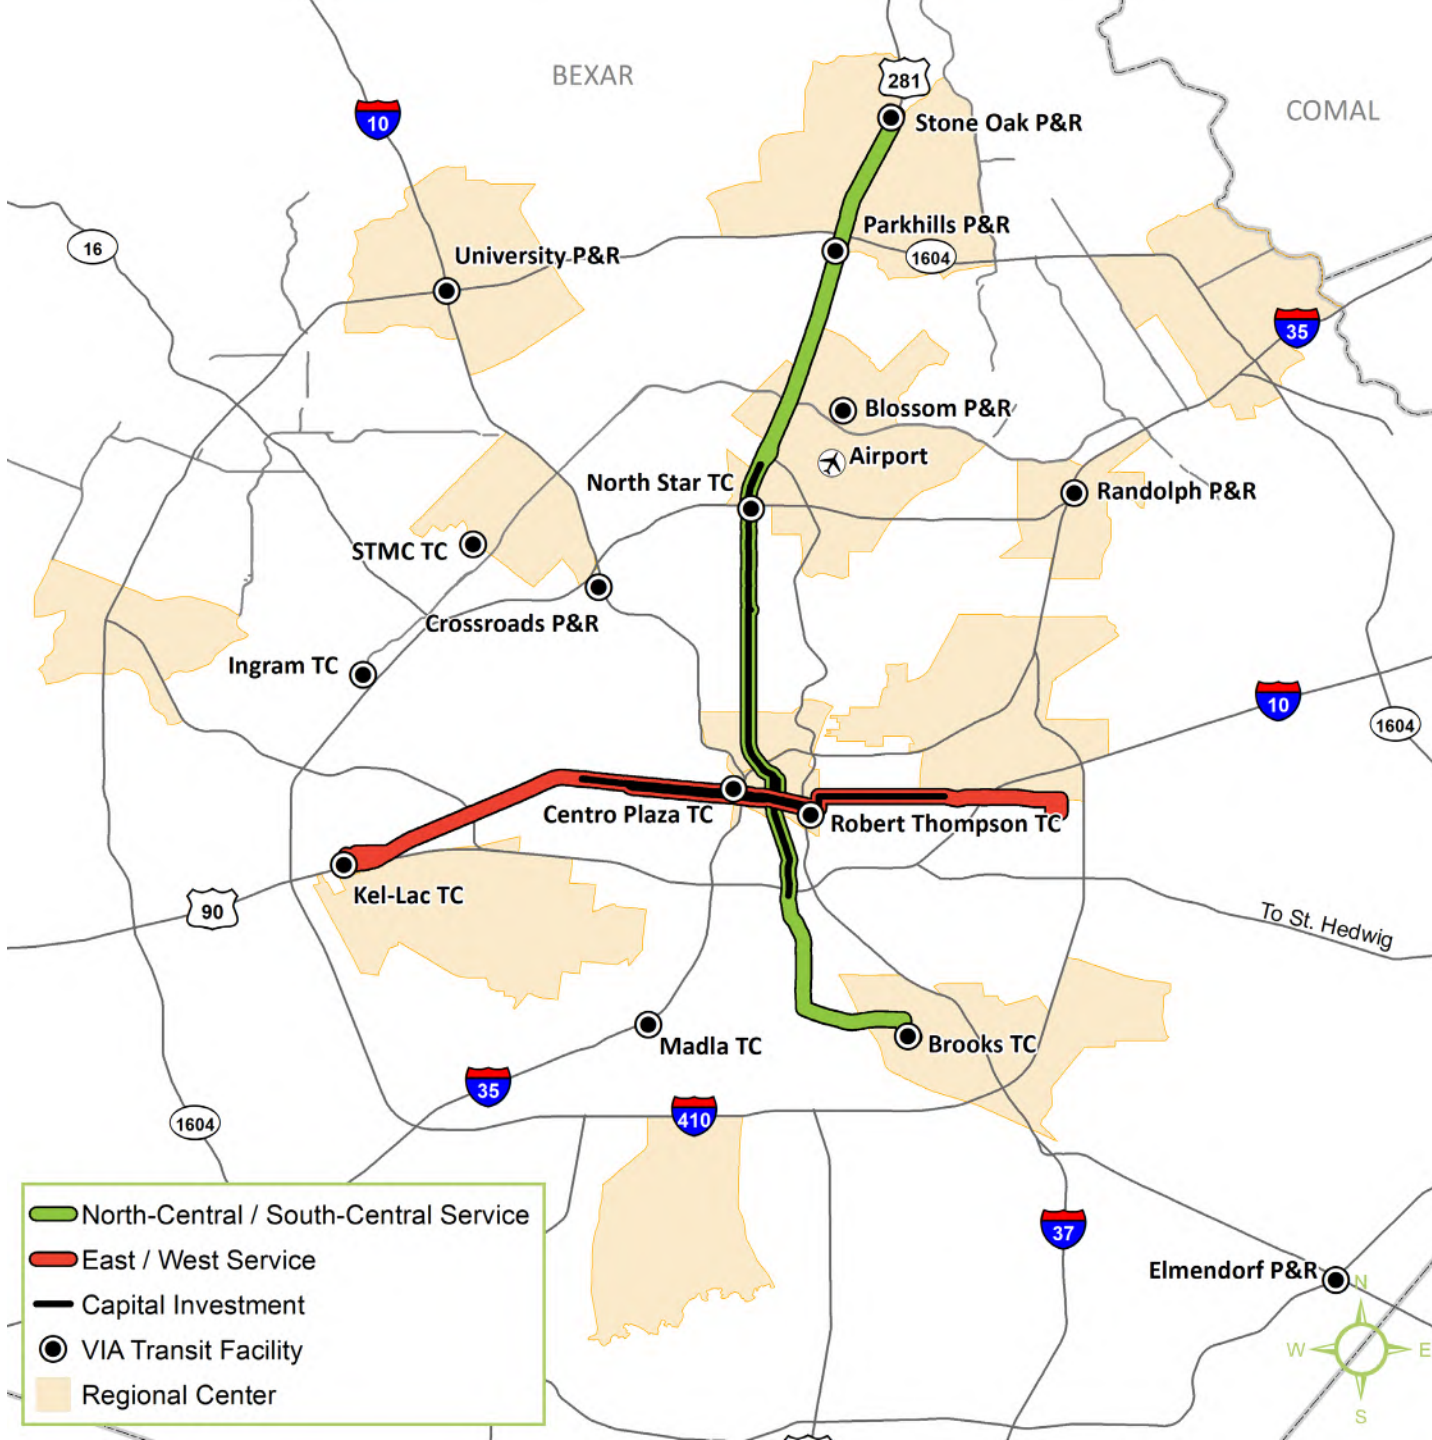 BEXAR
281
COMAL
10
Stone Oak P&R
Parkhills P&R
16
University P&R
1604
35
Blossom P&R
Airport
North Star TC
Randolph P&R
STMC TC
Crossroads P&R
Ingram TC
10
1604
Centro Plaza TC
Robert Thompson TC
Kel-Lac TC
90
To St. Hedwig
Madla TC
Brooks TC
35
410
1604
37
North-Central / South-Central Service
East / West Service
Capital Investment
VIA Transit Facility
Regional Center
Elmendorf P&R
N
W
E
S